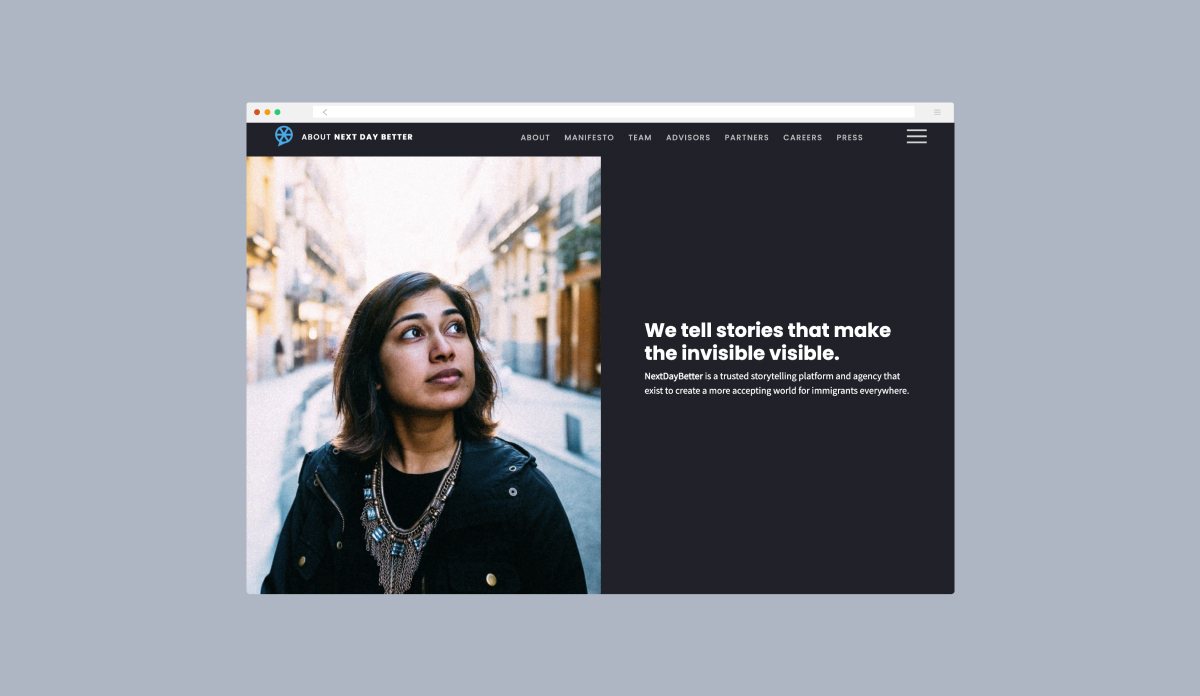 ABOUT NEXT DAY BETTER
ABOUT MANIFESTO TEAM ADVISORS PARTNERS CAREERS PRESS
We tell stories that make
the invisible visible.
NextDayBetter is a trusted storytelling platform and agency that
exist to create a more accepting world for immigrants everywhere.